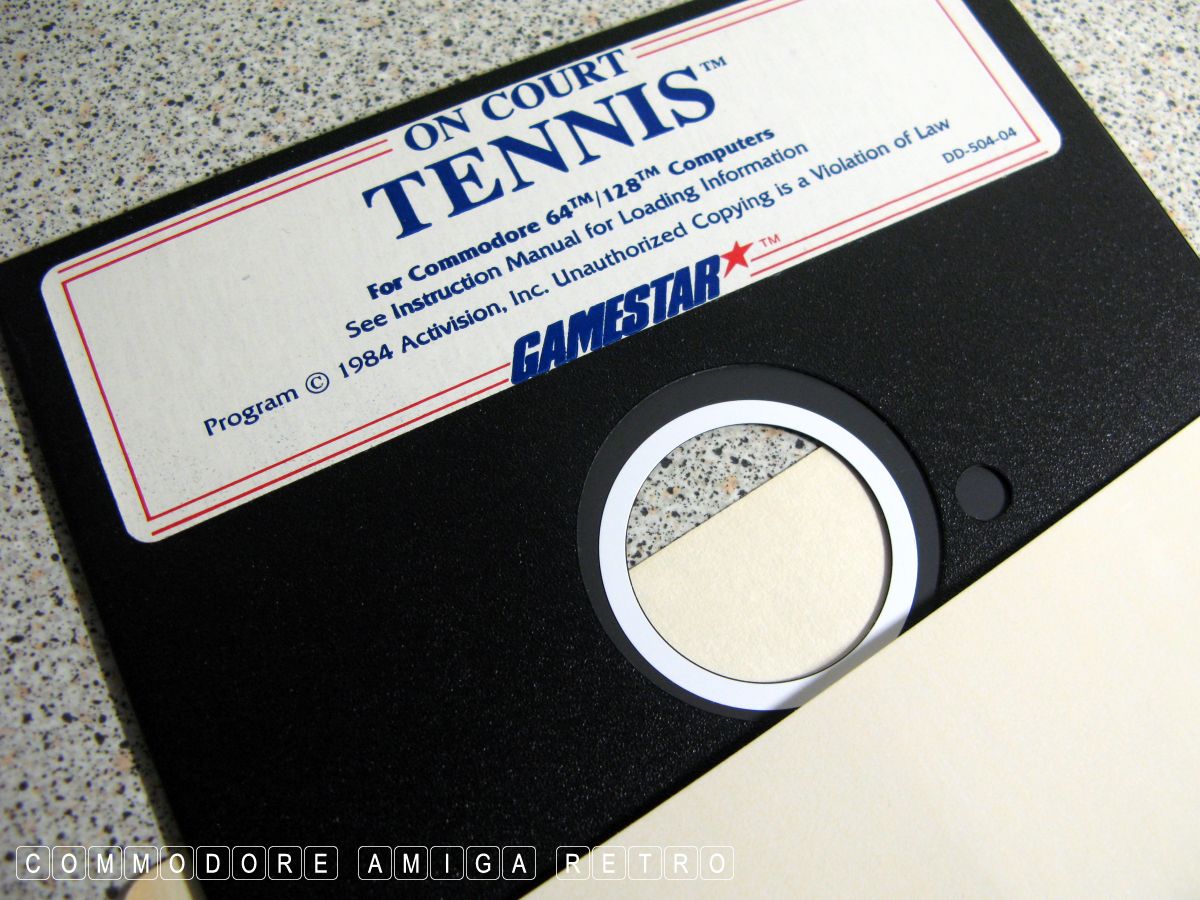 ON COURT
TENNIS™
For Commodore 64™/128™ Computers
See Instruction Manual for Loading Information
Program © 1984 Activision, Inc. Unauthorized Copying is a Violation of Law
DD-504-04
GAMESTAR™
COMMODORE AMIGA RETRO